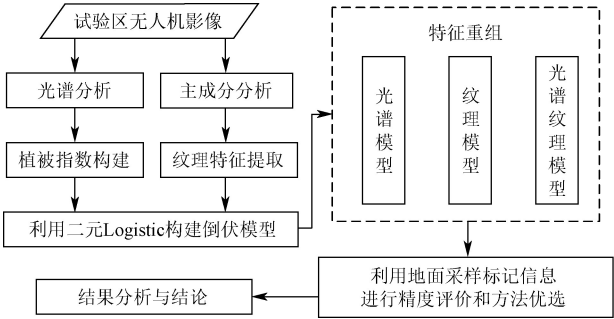 试验区无人机影像
光谱分析
主成分分析
植被指数构建
纹理特征提取
利用二元Logistic构建倒伏模型
特征重组
光谱模型
纹理模型
光谱纹理模型
利用地面采样标记信息
进行精度评价和方法优选
结果分析与结论